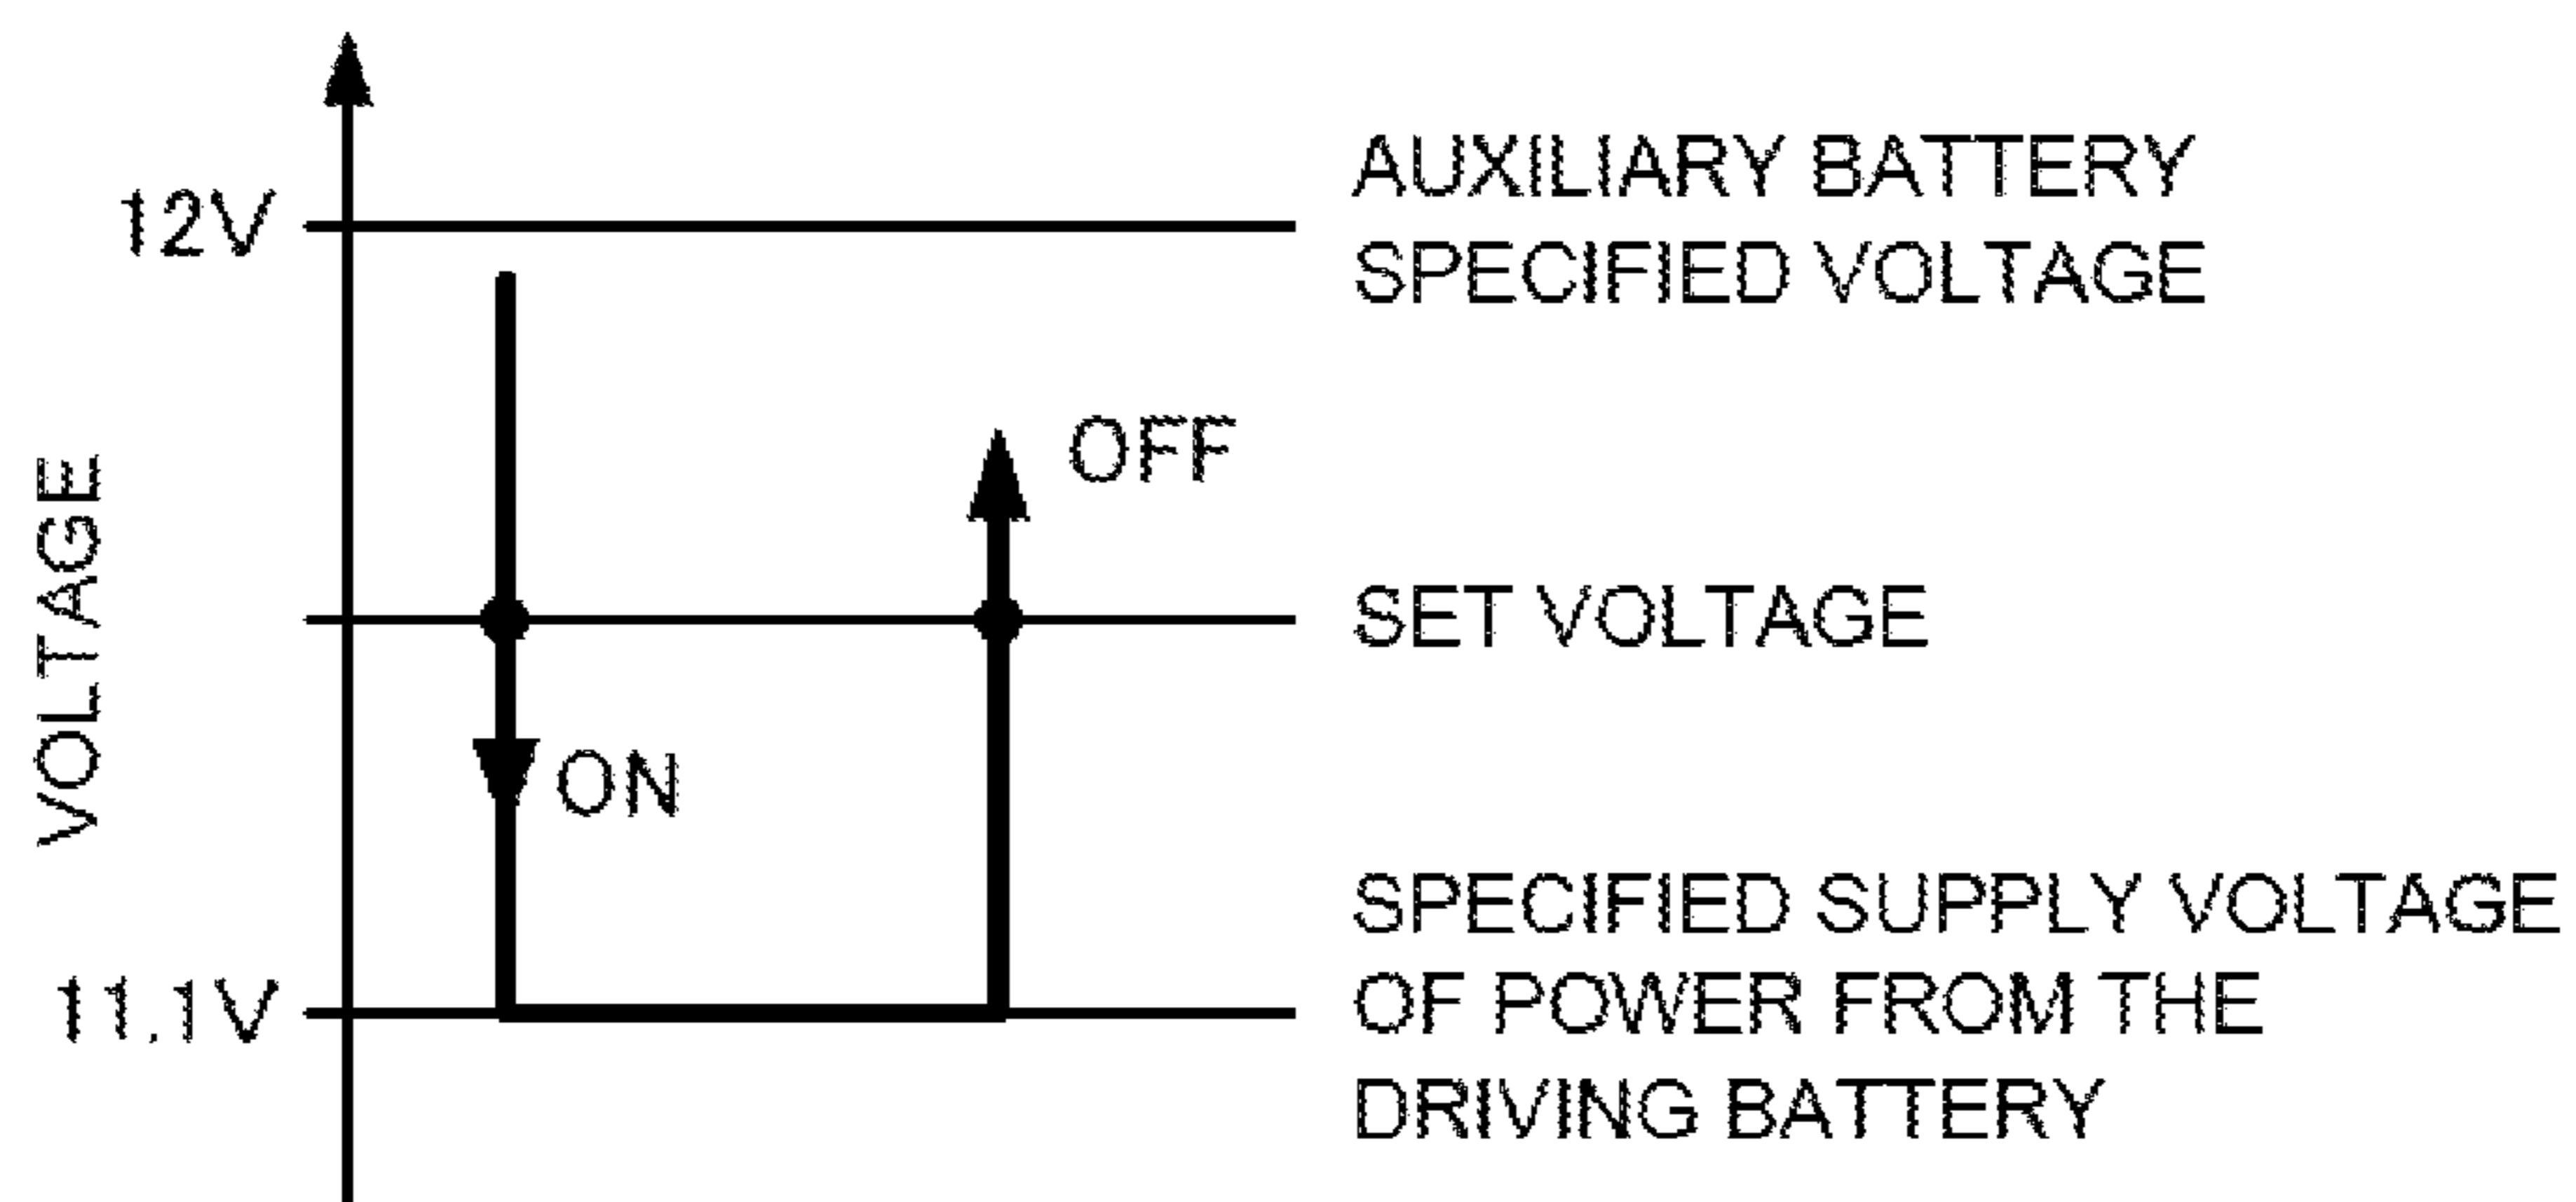 12V
AUXILIARY BATTERY
SPECIFIED VOLTAGE
OFF
VOLTAGE
SET VOLTAGE
ON
11.1V
SPECIFIED SUPPLY VOLTAGE
OF POWER FROM THE
DRIVING BATTERY